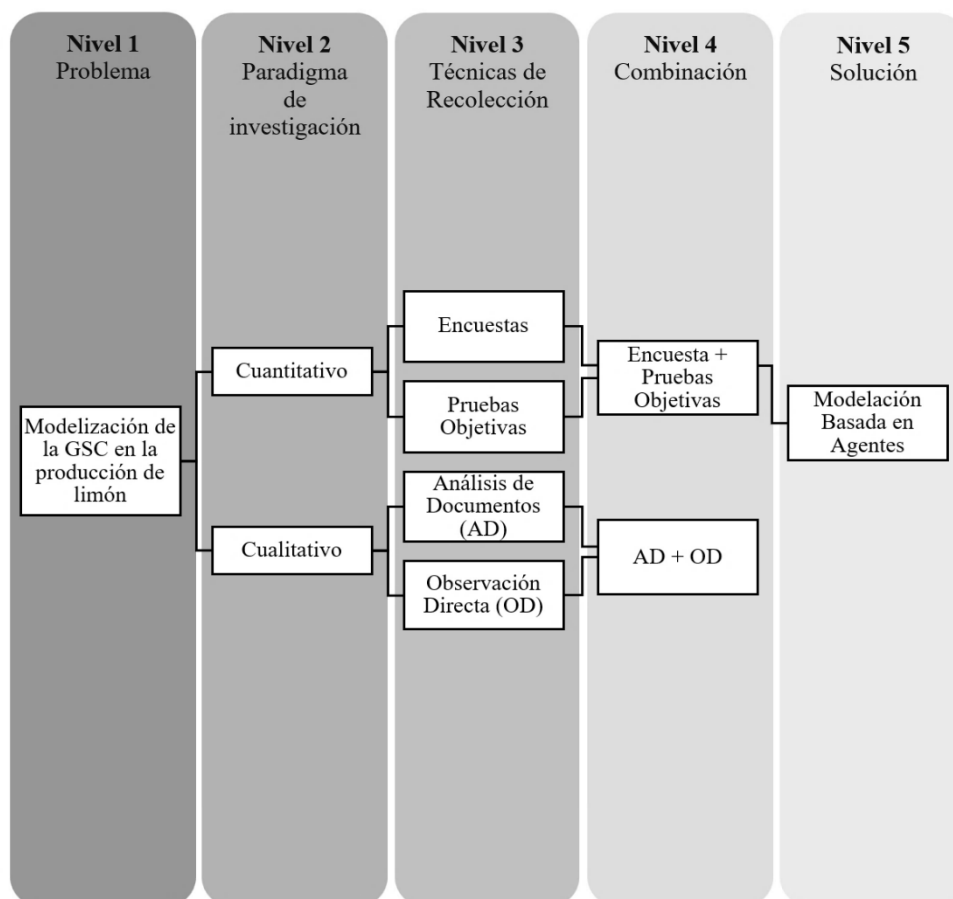 Nivel 1
Problema
Nivel 2
Paradigma
de
investigación
Nivel 3
Técnicas de
Recolección
Nivel 4
Combinación
Nivel 5
Solución
Modelización de
la GSC en la
producción de
limón
Cuantitativo
Cualitativo
Encuestas
Pruebas
Objetivas
Análisis de
Documentos
(AD)
Observación
Directa (OD)
Encuesta +
Pruebas
Objetivas
AD + OD
Modelación
Basada en
Agentes